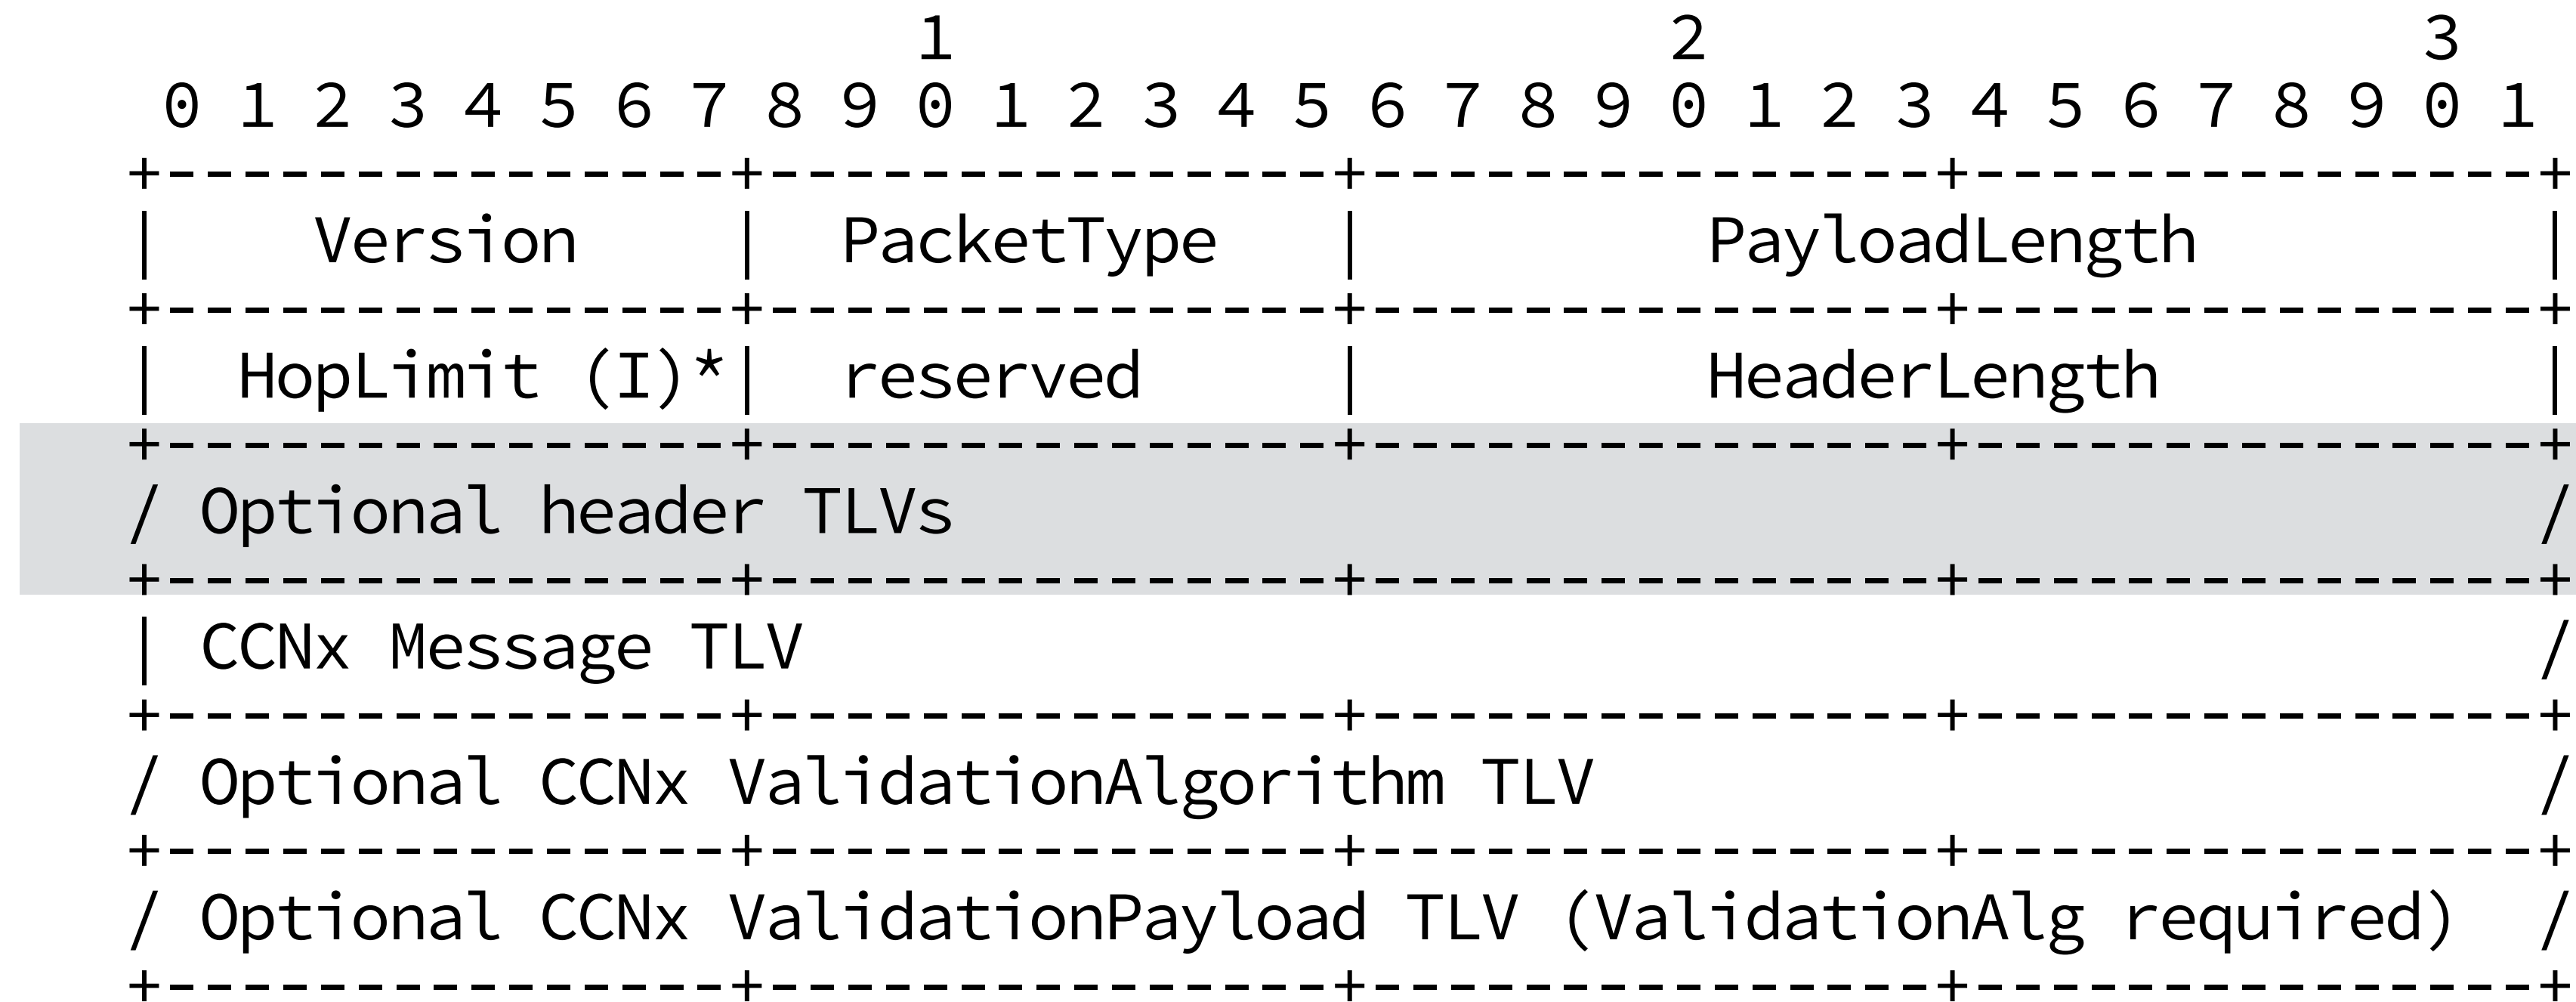 1                   2                   3
 0 1 2 3 4 5 6 7 8 9 0 1 2 3 4 5 6 7 8 9 0 1 2 3 4 5 6 7 8 9 0 1
+---------------+---------------+---------------+---------------+
|    Version    |  PacketType   |         PayloadLength         |
+---------------+---------------+---------------+---------------+
|  HopLimit (I)*|  reserved     |         HeaderLength          |
+---------------+---------------+---------------+---------------+
/ Optional header TLVs                                          /
+---------------+---------------+---------------+---------------+
| CCNx Message TLV                                              /
+---------------+---------------+---------------+---------------+
/ Optional CCNx ValidationAlgorithm TLV                         /
+---------------+---------------+---------------+---------------+
/ Optional CCNx ValidationPayload TLV (ValidationAlg required)  /
+---------------+---------------+---------------+---------------+